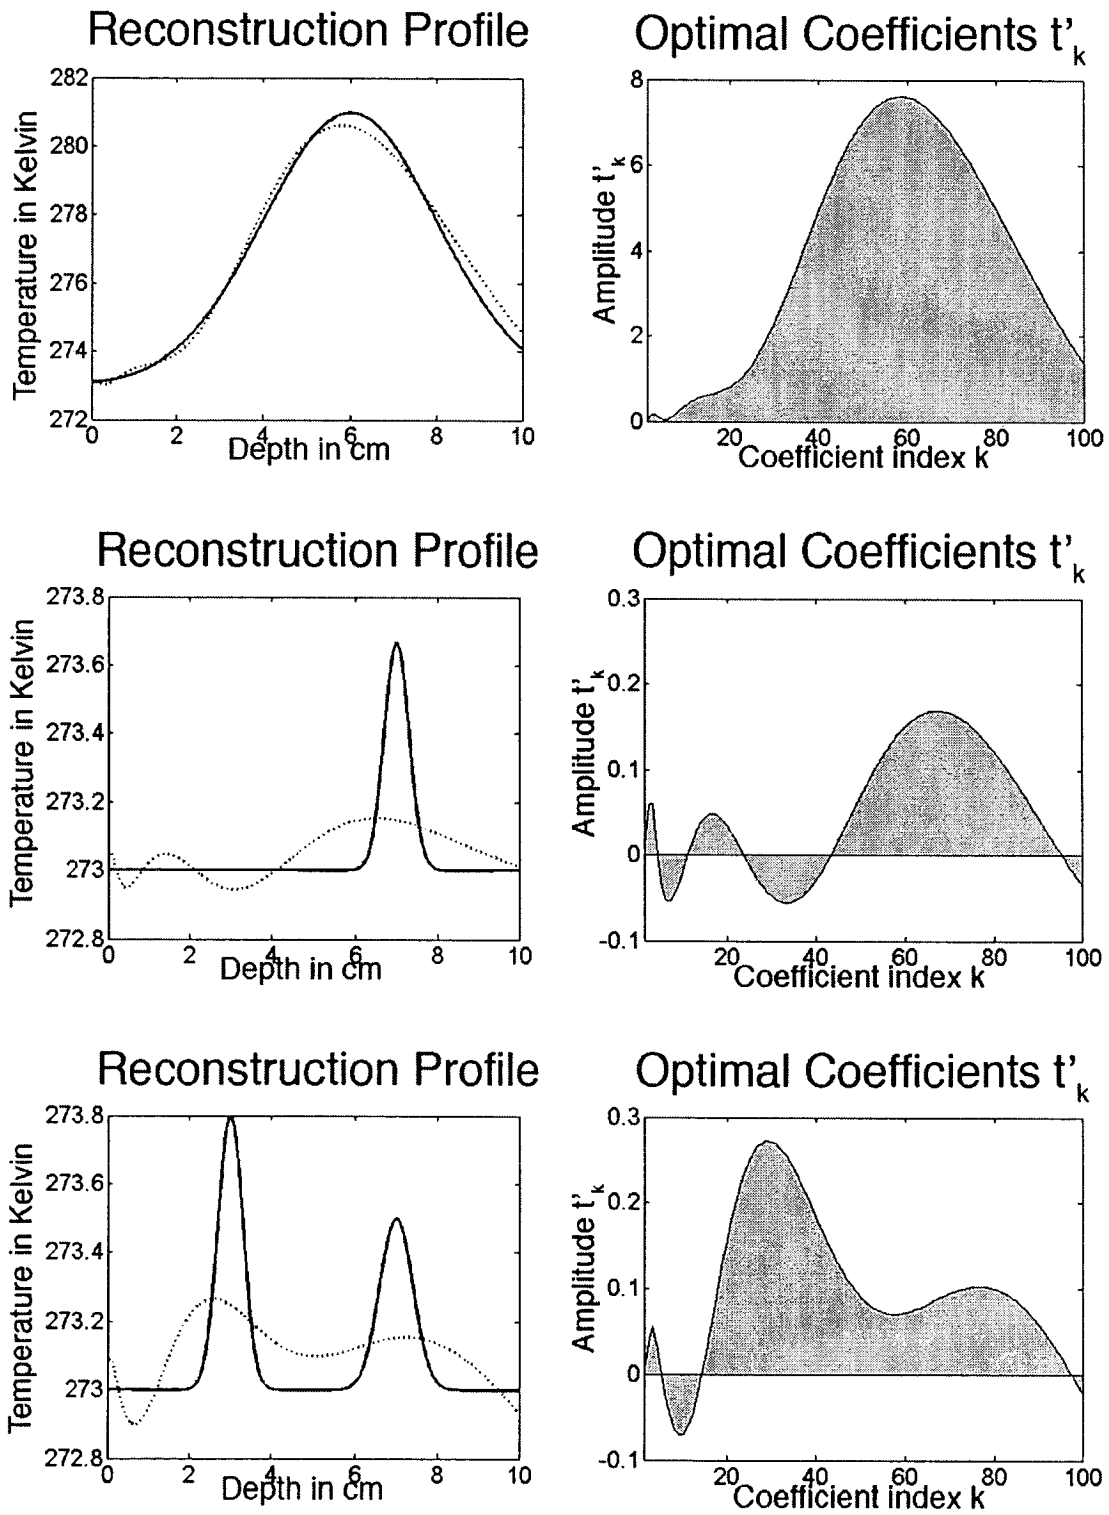 Reconstruction Profile
Optimal Coefficients t'k
282
280
278
276
274
272
Temperature in Kelvin
0 2 4 6 8 10
Depth in cm
8
6
4
2
0
Amplitude t'k
20 40 60 80 100
Coefficient index k
Reconstruction Profile
Optimal Coefficients t'k
273.8
273.6
273.4
273.2
273
272.8
Temperature in Kelvin
0 2 4 6 8 10
Depth in cm
0.3
0.2
0.1
0
-0.1
Amplitude t'k
20 40 60 80 100
Coefficient index k
Reconstruction Profile
Optimal Coefficients t'k
273.8
273.6
273.4
273.2
273
272.8
Temperature in Kelvin
0 2 4 6 8 10
Depth in cm
0.3
0.2
0.1
0
-0.1
Amplitude t'k
20 40 60 80 100
Coefficient index k